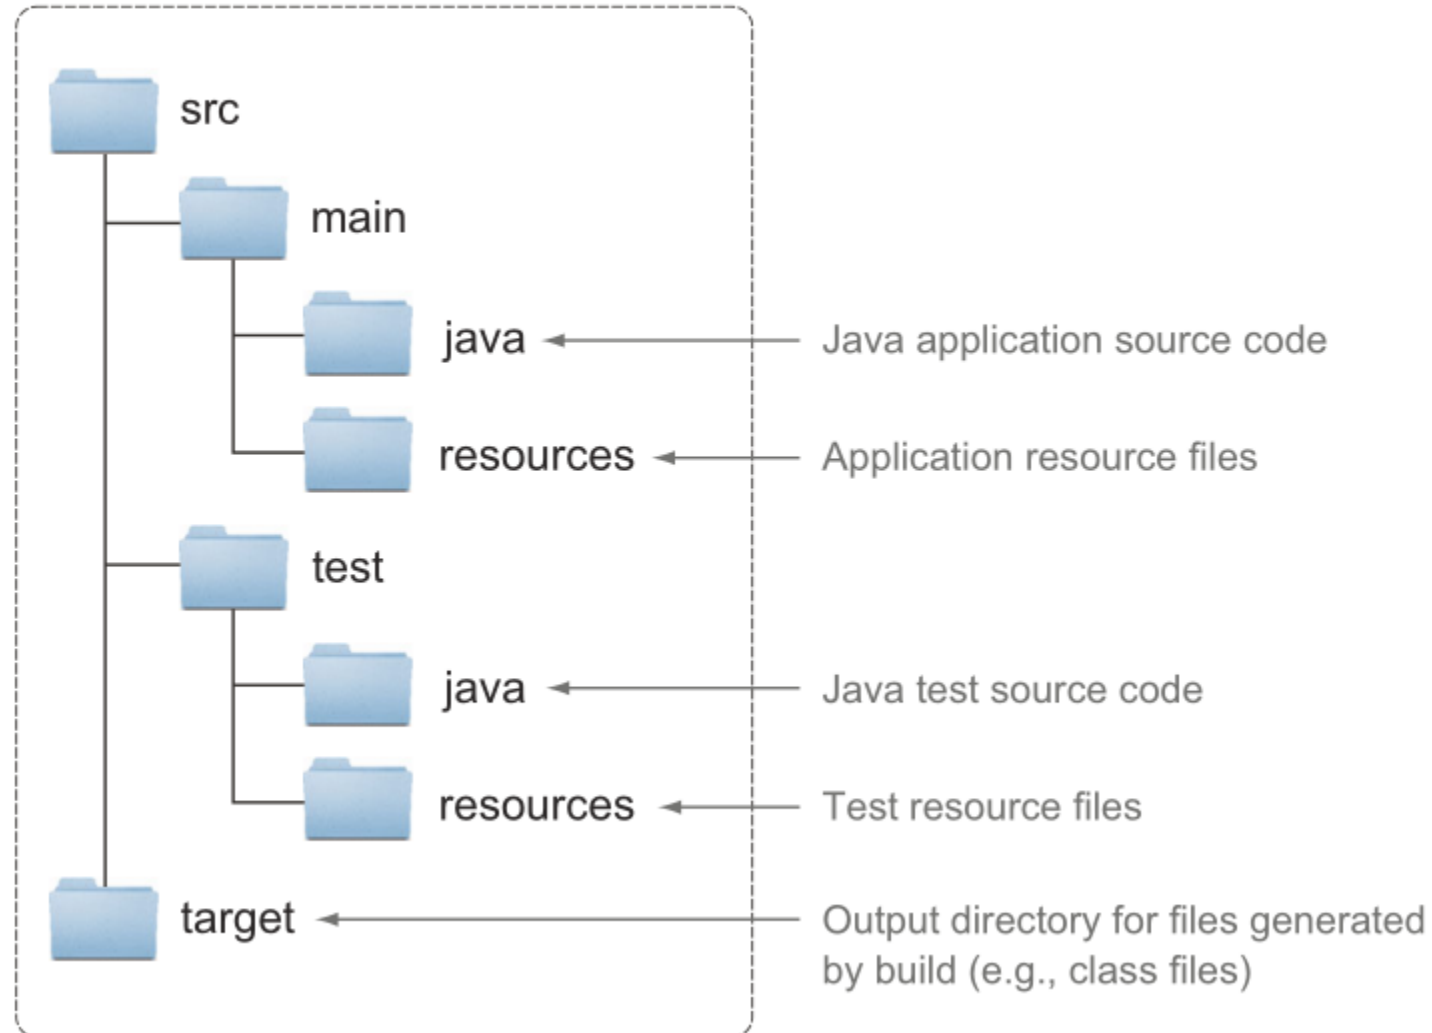 src
main
java
Java application source code
resources
Application resource files
test
java
Java test source code
resources
Test resource files
target
Output directory for files generated
by build (e.g., class files)